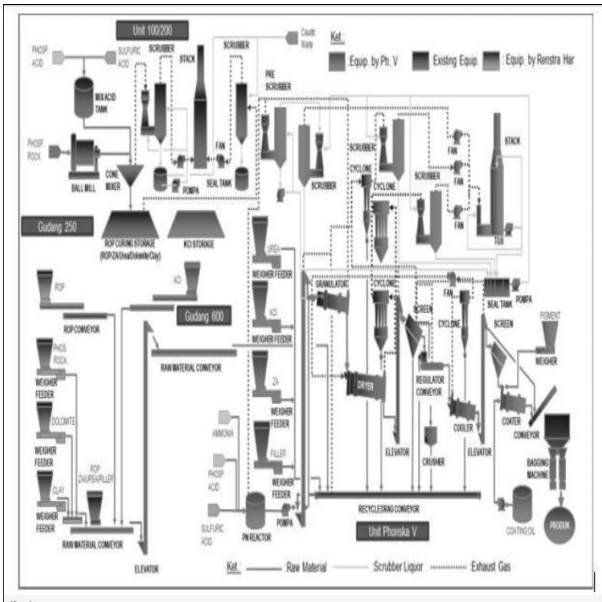 Unit 100/200
PHOSP
ACID
SULFURIC
ACID
SCRUBBER
STACK
SCRUBBER
Caustic
Made
Ket :
: Equip. by Ph. V
: Existing Equip.
: Equip. by Renstra Har
MIX ACID
TANK
PRE
SCRUBBER
PHOSP.
ROCK
BALL MILL
CONE
MIXER
POMPA
FAN
SEAL TANK
SCRUBBER
SCRUBBER
CYCLONE
CYCLONE
SCRUBBER
FAN
FAN
FAN
STACK
TGS
Gudang 250
ROP CURING STORAGE
(ROP/ZA/Urea/Dolomite/Clay)
KCl STORAGE
UREA
WEIGHER
FEEDER
GRANULATOR
CYCLONE
SCREEN
FAN
CYCLONE
SEAL TANK
POMPA
SCREEN
PIGMENT
WEIGHER
ROP
ROP CONVEYOR
KCl
Gudang 600
RAW MATERIAL CONVEYOR
WEIGHER FEEDER
PHOS
ROCK
WEIGHER
FEEDER
ZA
WEIGHER
FEEDER
DRYER
REGULATOR
CONVEYOR
COOLER
COATER
CONVEYOR
DOLOMITE
WEIGHER
FEEDER
AMMONIA
FILLER
WEIGHER
FEEDER
ELEVATOR
CRUSHER
ELEVATOR
BAGGING
MACHINE
CLAY
WEIGHER
FEEDER
ROP
ZA/UREA/FILLER
RAW MATERIAL CONVEYOR
ELEVATOR
PHOSP
ACID
SULFURIC
ACID
PN REACTOR
POMPA
RECYCLE DRAG CONVEYOR
Unit Phonska V
COATING OIL
PRODUK
Ket :
: Raw Material
: Scrubber Liquor
: Exhaust Gas